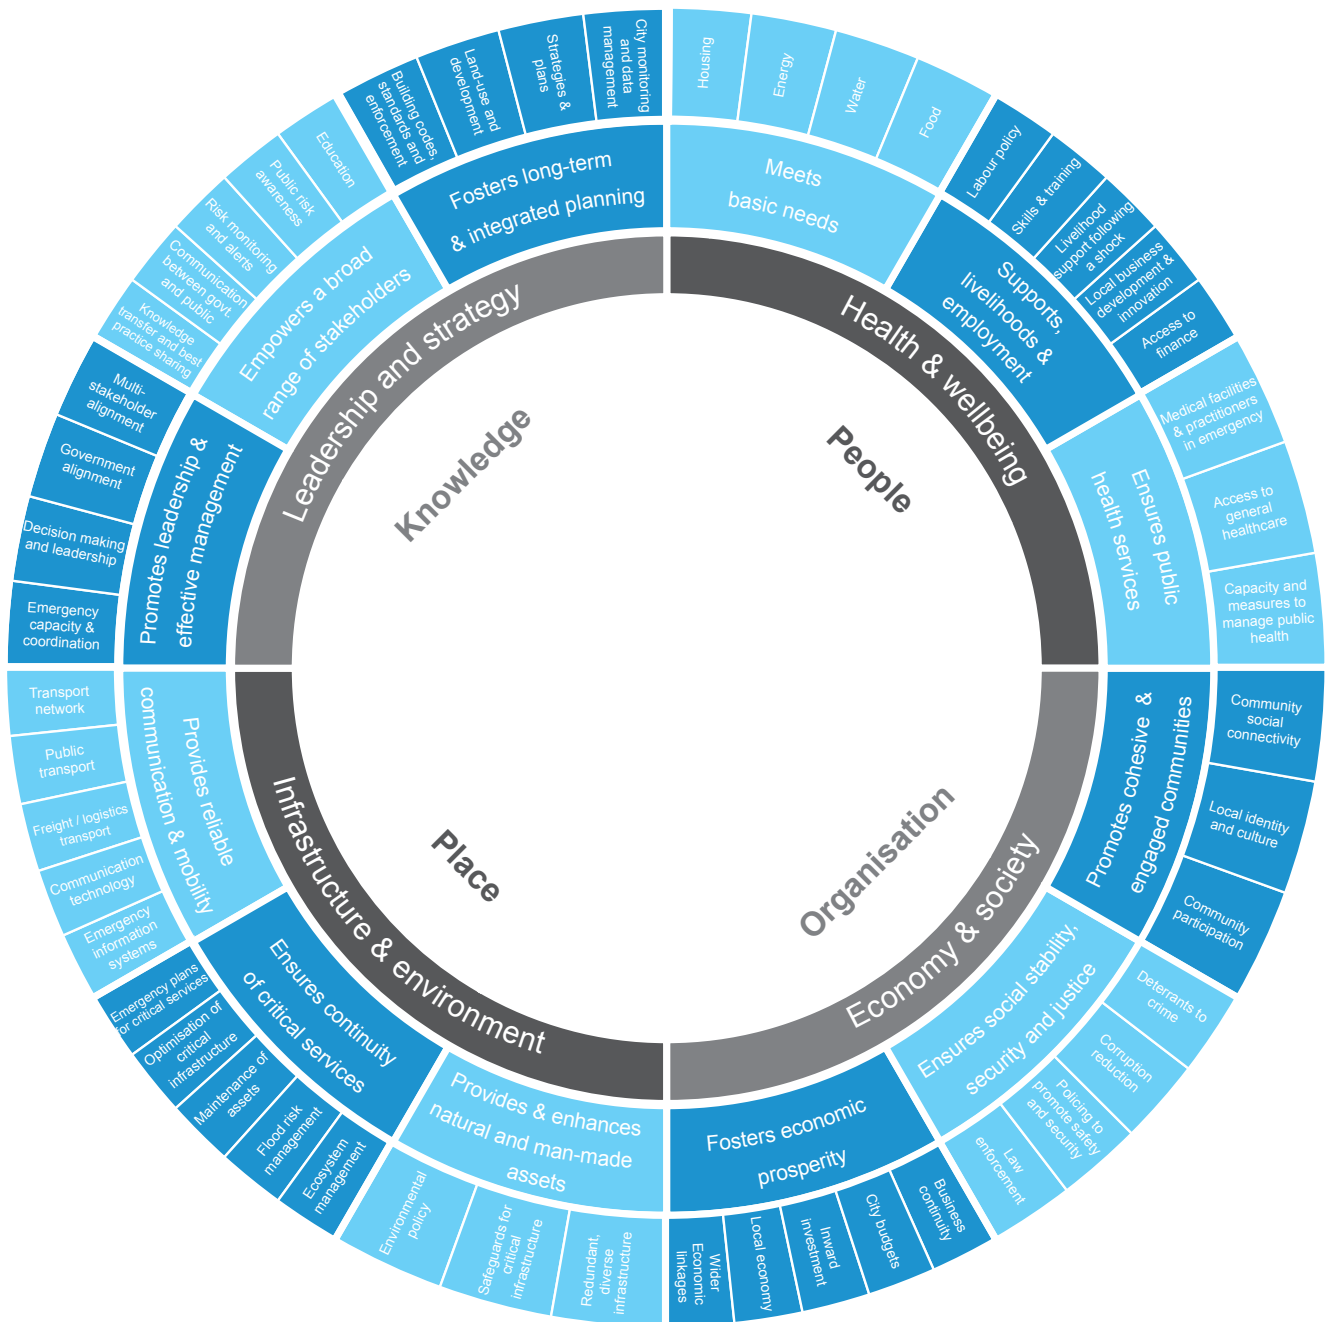 Housing
Energy
Water
Food
Labour policy
Skills & training
Livelihood
support following
a shock
Local business
development &
innovation
Access to
finance
Medical facilities
& practitioners
in emergency
Access to
general
healthcare
Capacity and
measures to
manage public
health
Community
social
connectivity
Local identity
and culture
Community
participation
Deterrants to
crime
Corruption
reduction
Policing to
promote safety
and security
Law
enforcement
Business
continuity
City budgets
Inward
investment
Local economy
Wider
Economic
linkages
Redundant,
diverse
infrastructure
Safeguards for
critical
infrastructure
Environmental
policy
Ecosystem
management
Flood risk
management
Maintenance of
assets
Optimisation of
critical
infrastructure
Emergency plans
for critical services
Emergency
information
systems
Communication
technology
Freight / logistics
transport
Public
transport
Transport
network
Emergency
capacity &
coordination
Decision making
and leadership
Government
alignment
Multi-
stakeholder
alignment
Knowledge
transfer and best
practice sharing
Communication
between govt.
and public
Risk monitoring
and alerts
Public risk
awareness
Education
Building codes,
standards and
enforcement
Land-use and
development
Strategies &
plans
City monitoring
and data
management
Meets
basic needs
Supports,
livelihoods &
employment
Ensures public
health services
Promotes cohesive &
engaged communities
Ensures social stability,
security and justice
Fosters economic
prosperity
Provides & enhances
natural and man-made
assets
Ensures continuity
of critical services
Provides reliable
communication & mobility
Promotes leadership &
effective management
Empowers a broad
range of stakeholders
Fosters long-term
& integrated planning
Health & wellbeing
Economy & society
Infrastructure & environment
Leadership and strategy
Knowledge
People
Place
Organisation